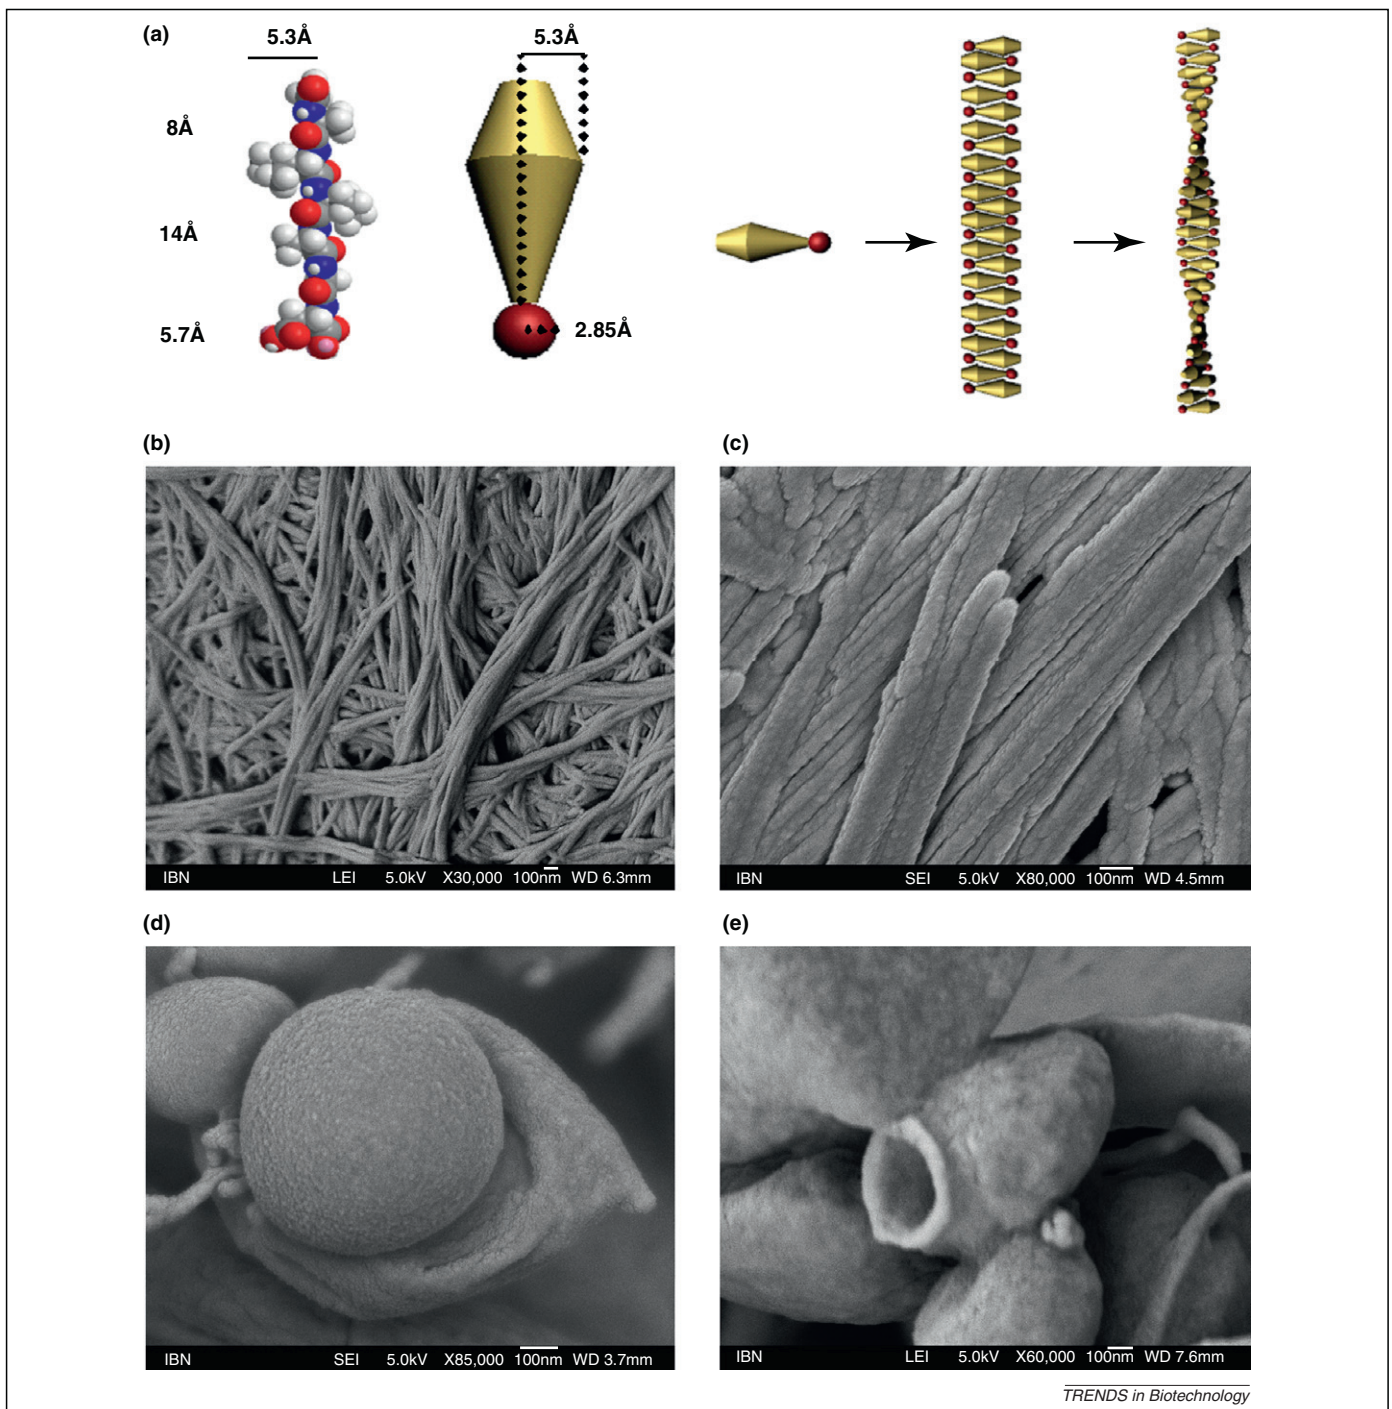 (a)
5.3Å
5.3Å
8Å
14Å
5.7Å
2.85Å
(b)
(c)
IBN LEI 5.0kV X30,000 100nm WD 6.3mm
IBN SEI 5.0kV X80,000 100nm WD 4.5mm
(d)
(e)
IBN SEI 5.0kV X85,000 100nm WD 3.7mm
IBN LEI 5.0kV X60,000 100nm WD 7.6mm
TRENDS in Biotechnology